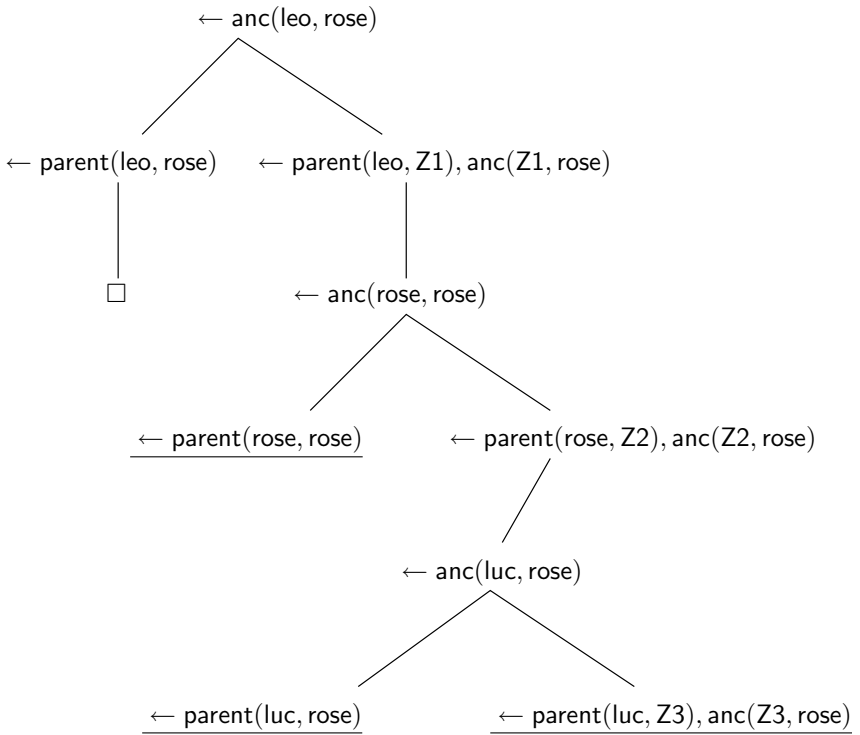 ← anc(leo, rose)
← parent(leo, rose)
← parent(leo, Z1), anc(Z1, rose)
□
← anc(rose, rose)
← parent(rose, rose)
← parent(rose, Z2), anc(Z2, rose)
← anc(luc, rose)
← parent(luc, rose)
← parent(luc, Z3), anc(Z3, rose)